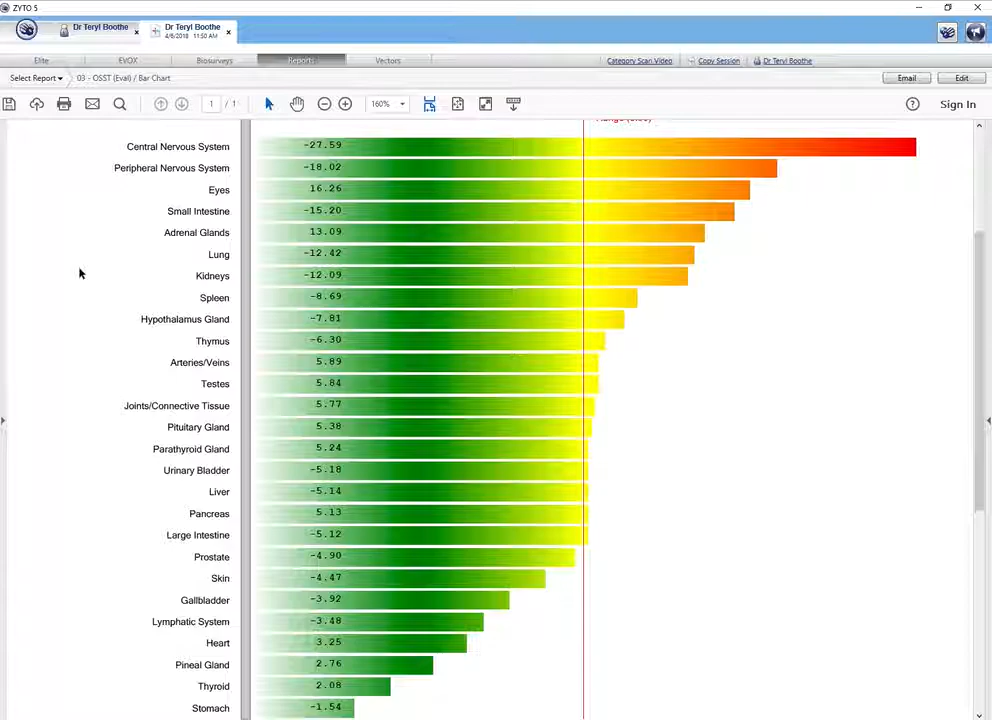 ZYTO 5
Dr Teryl Boothe
Dr Teryl Boothe
4/6/2018 11:50 AM
Elite EVOX Biosurveys Reports Vectors Category Scan Video Copy Session Dr Teryl Boothe
Select Report 03 - OSST (Eval) / Bar Chart Email Edit
1 / 1 160% Sign In
Central Nervous System -27.59
Peripheral Nervous System -18.02
Eyes 16.26
Small Intestine -15.20
Adrenal Glands 13.09
Lung -12.42
Kidneys -12.09
Spleen -8.69
Hypothalamus Gland -7.81
Thymus -6.30
Arteries/Veins 5.89
Testes 5.84
Joints/Connective Tissue 5.77
Pituitary Gland 5.38
Parathyroid Gland 5.24
Urinary Bladder -5.18
Liver -5.14
Pancreas 5.13
Large Intestine -5.12
Prostate -4.90
Skin -4.47
Gallbladder -3.92
Lymphatic System -3.48
Heart 3.25
Pineal Gland 2.76
Thyroid 2.08
Stomach -1.54